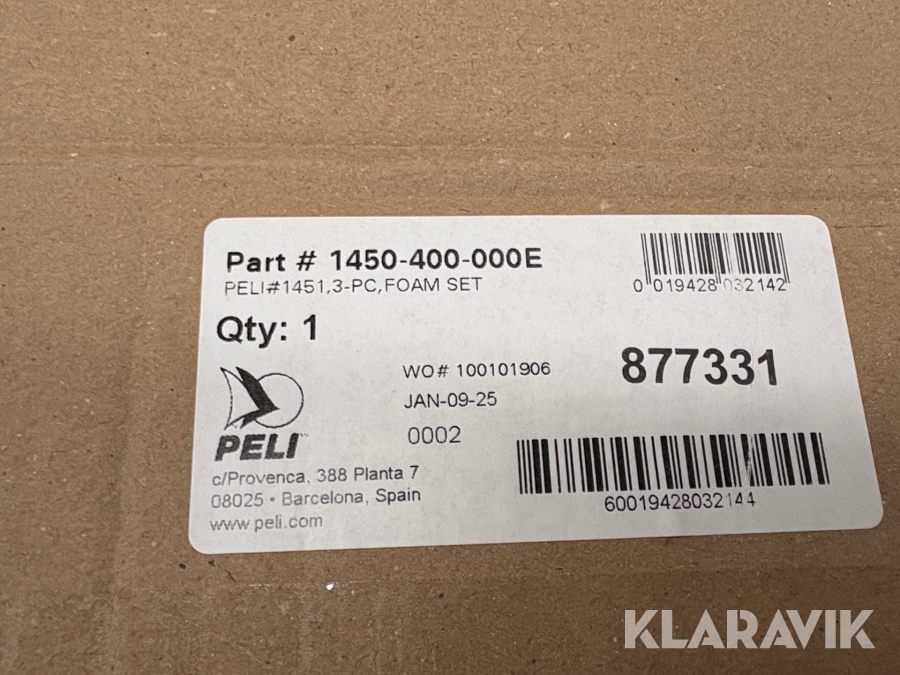 Part # 1450-400-000E
PELI#1451,3-PC,FOAM SET
0 019428 032142
Qty: 1
WO# 100101906
877331
JAN-09-25
0002
PELI™
c/Provenca, 388 Planta 7
08025 • Barcelona, Spain
www.peli.com
60019428032144
KLARAVIK